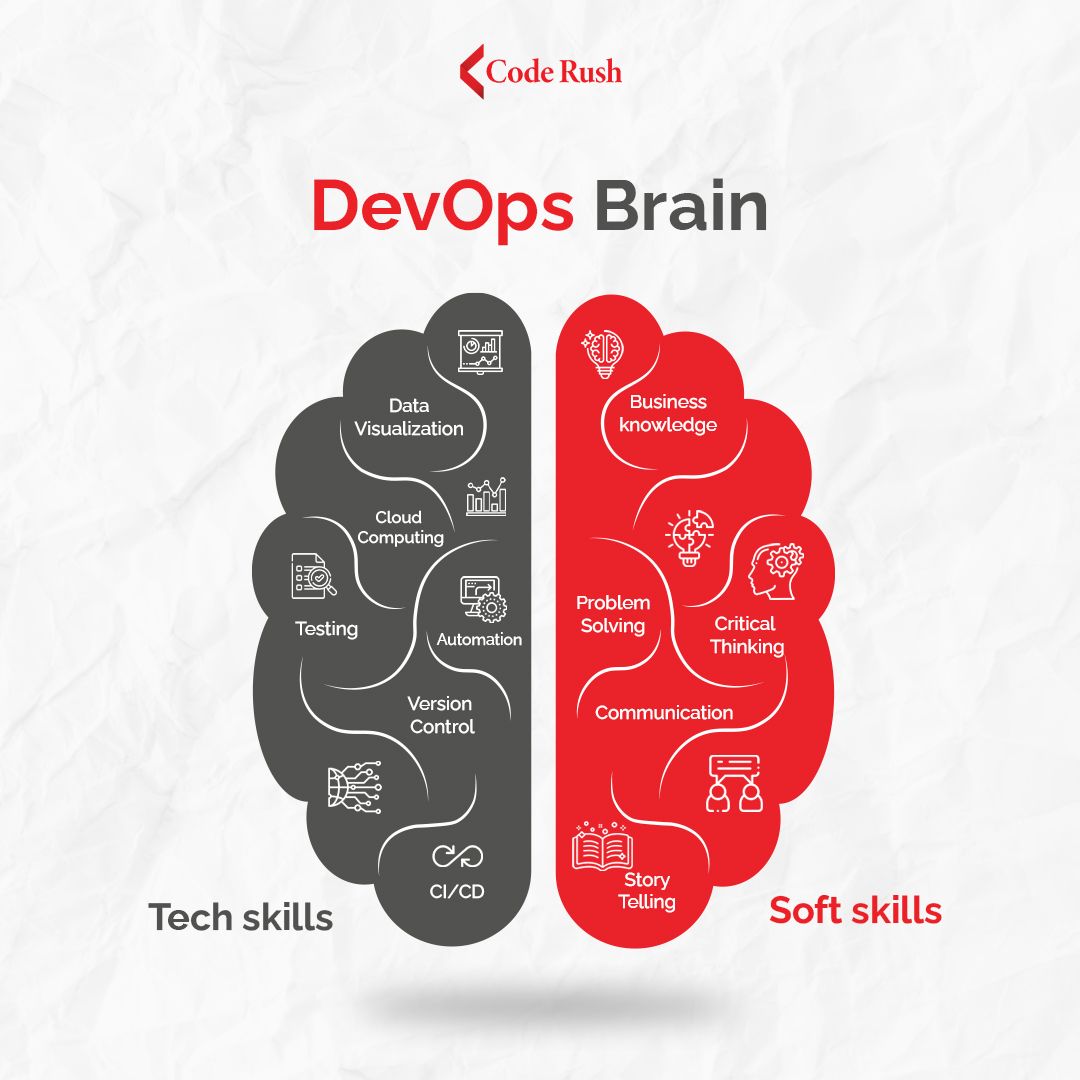 Code Rush
DevOps Brain
Data
Visualization
Cloud
Computing
Testing
Automation
Version
Control
CI/CD
Tech skills
Business
knowledge
Problem
Solving
Critical
Thinking
Communication
Story
Telling
Soft skills